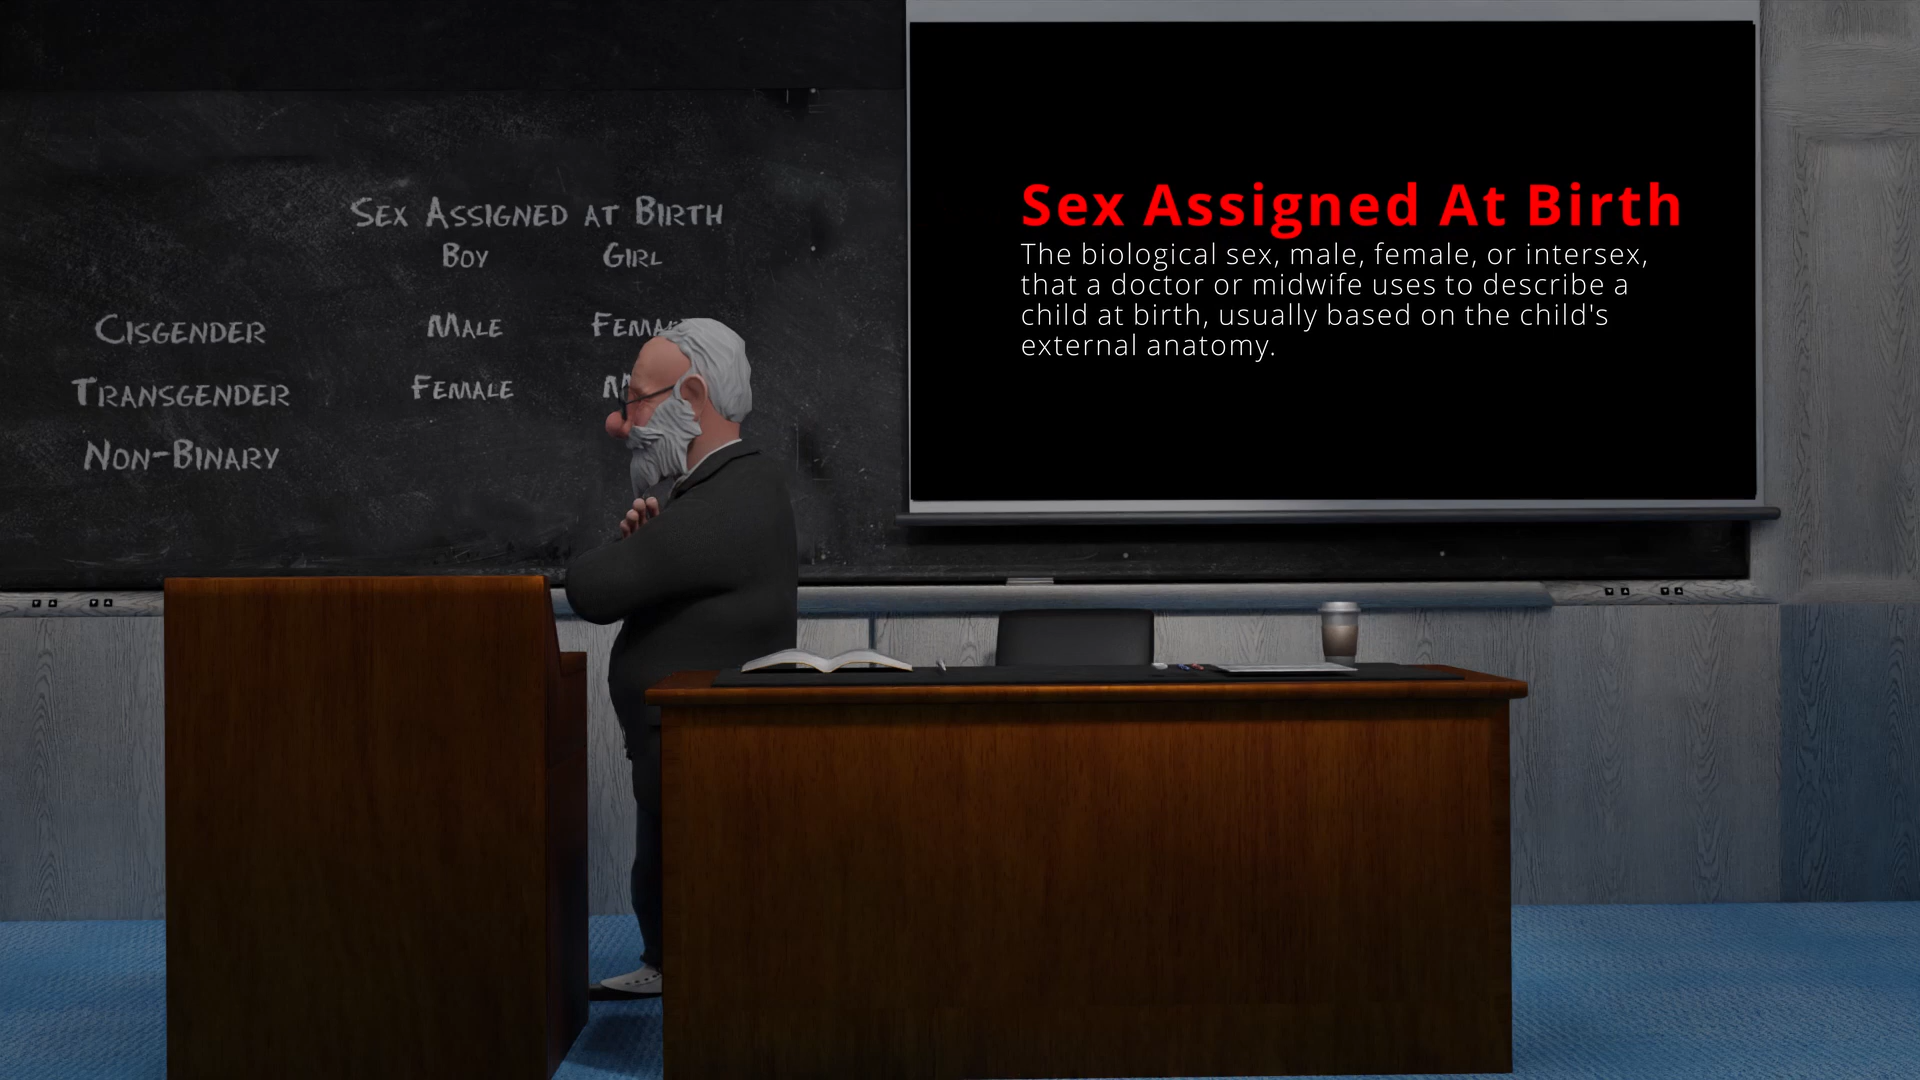 Sex Assigned at Birth
Boy Girl
Cisgender Male
Transgender Female
Non-Binary
Sex Assigned At Birth
The biological sex, male, female, or intersex,
that a doctor or midwife uses to describe a
child at birth, usually based on the child's
external anatomy.